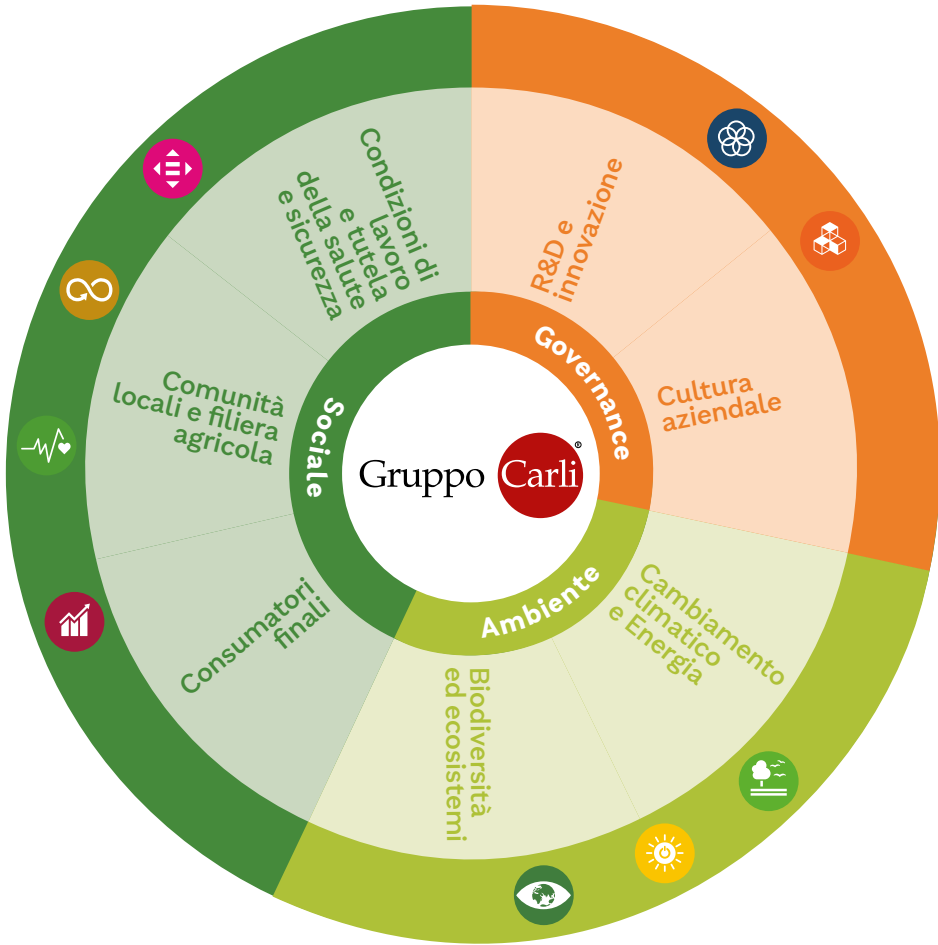 Condizioni di
lavoro
e tutela
della salute
e sicurezza
R&D e
innovazione
Governance
Cultura
aziendale
Comunità
locali e filiera
agricola
Sociale
Gruppo Carli®
Cambiamento
climatico
e Energia
Ambiente
Consumatori
finali
Biodiversità
ed ecosistemi